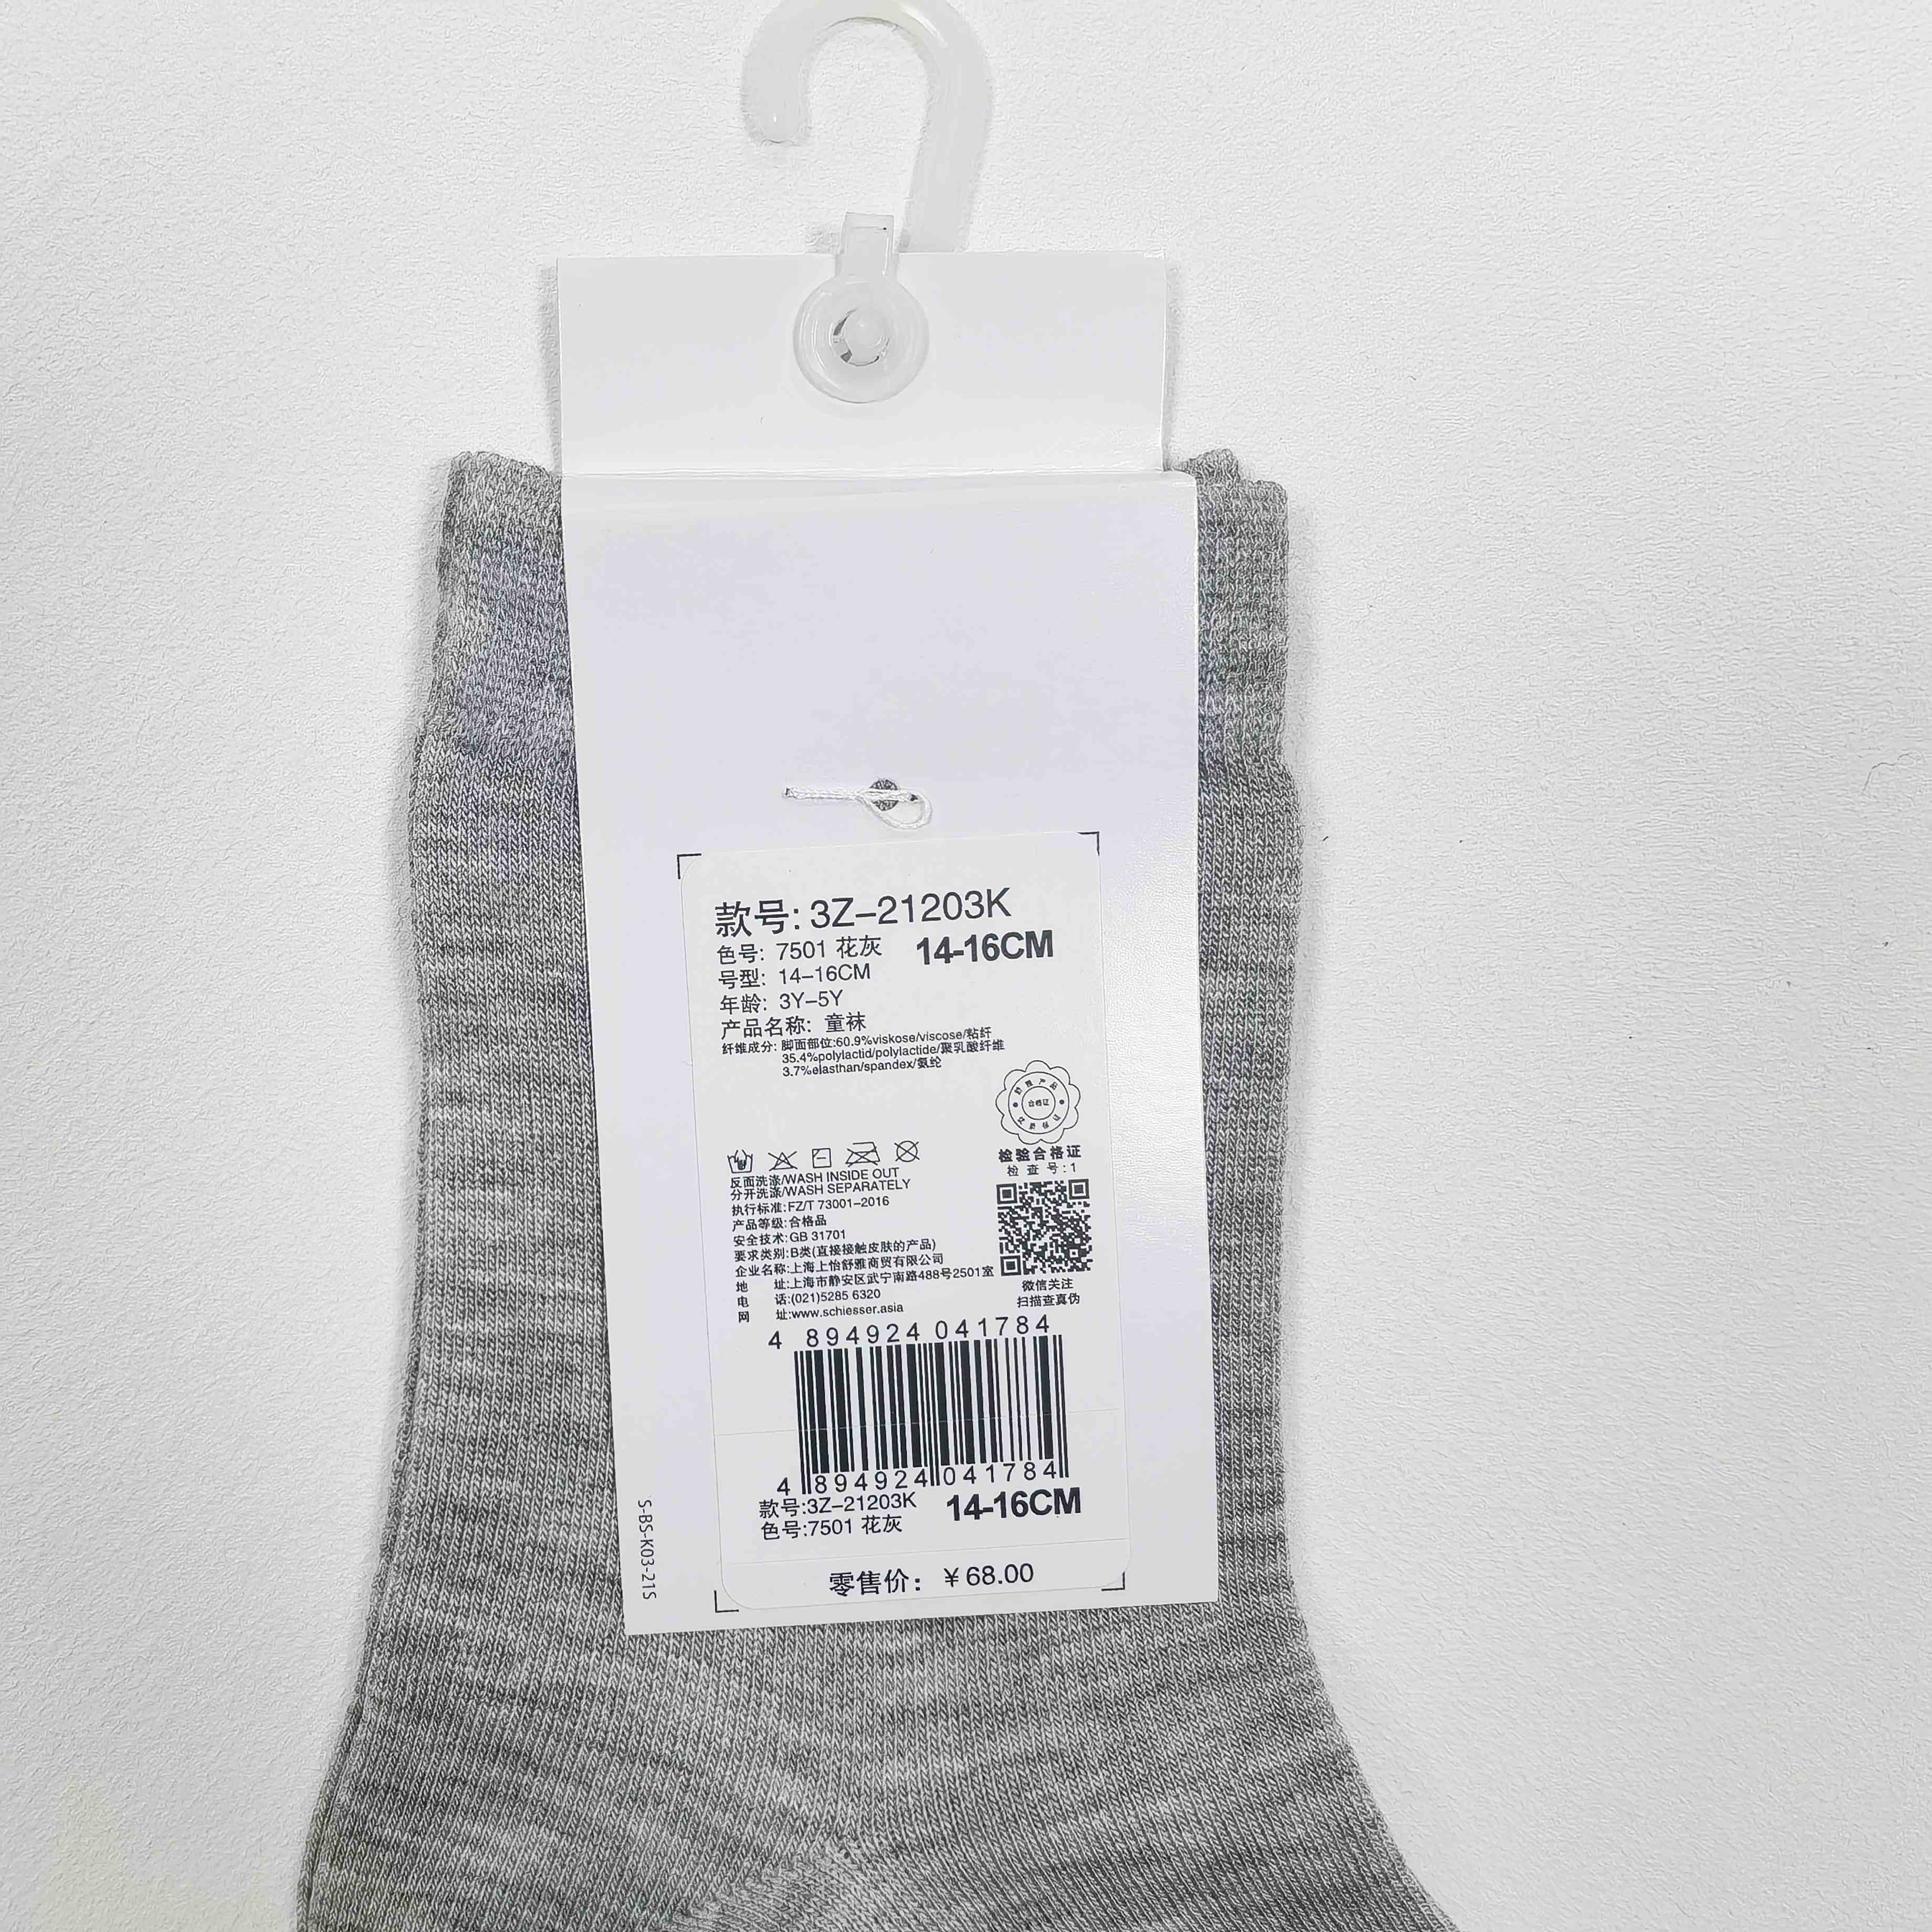 款号: 3Z-21203K
色号: 7501 花灰 14-16CM
号型: 14-16CM
年龄: 3Y-5Y
产品名称: 童袜
纤维成分: 脚面部位:60.9%viskose/viscose/粘纤
35.4%polylactid/polylactide/聚乳酸纤维
3.7%elasthan/spandex/氨纶
合格证
检验合格证
检查号:1
反面洗涤/WASH INSIDE OUT
分开洗涤/WASH SEPARATELY
执行标准:FZ/T 73001-2016
产品等级:合格品
安全技术:GB 31701
要求类别:B类(直接接触皮肤的产品)
企业名称:上海上怡舒雅商贸有限公司
地 址:上海市静安区武宁南路488号2501室
电 话:(021)5285 6320
网 址:www.schiesser.asia
微信关注
扫描查真伪
4 894924 041784
4 894924 041784
款号:3Z-21203K 14-16CM
色号:7501 花灰
零售价: ¥68.00
S-BS-K03-21S